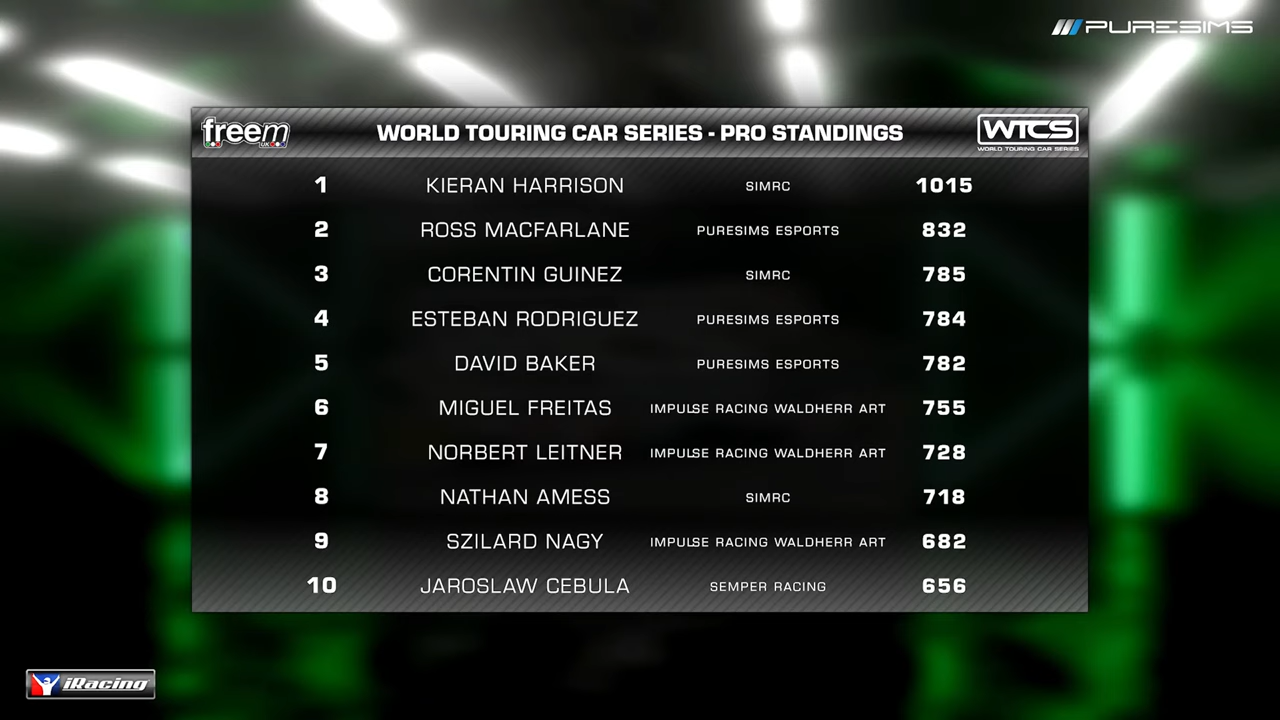 PURESIMS
freem
UK
WORLD TOURING CAR SERIES - PRO STANDINGS
WTCS
WORLD TOURING CAR SERIES
1 KIERAN HARRISON SIMRC 1015
2 ROSS MACFARLANE PURESIMS ESPORTS 832
3 CORENTIN GUINEZ SIMRC 785
4 ESTEBAN RODRIGUEZ PURESIMS ESPORTS 784
5 DAVID BAKER PURESIMS ESPORTS 782
6 MIGUEL FREITAS IMPULSE RACING WALDHERR ART 755
7 NORBERT LEITNER IMPULSE RACING WALDHERR ART 728
8 NATHAN AMESS SIMRC 718
9 SZILARD NAGY IMPULSE RACING WALDHERR ART 682
10 JAROSLAW CEBULA SEMPER RACING 656
iRacing